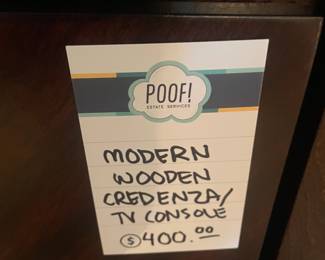 POOF!
ESTATE SERVICES
MODERN
WOODEN
CREDENZA/
TV CONSOLE
$400.00